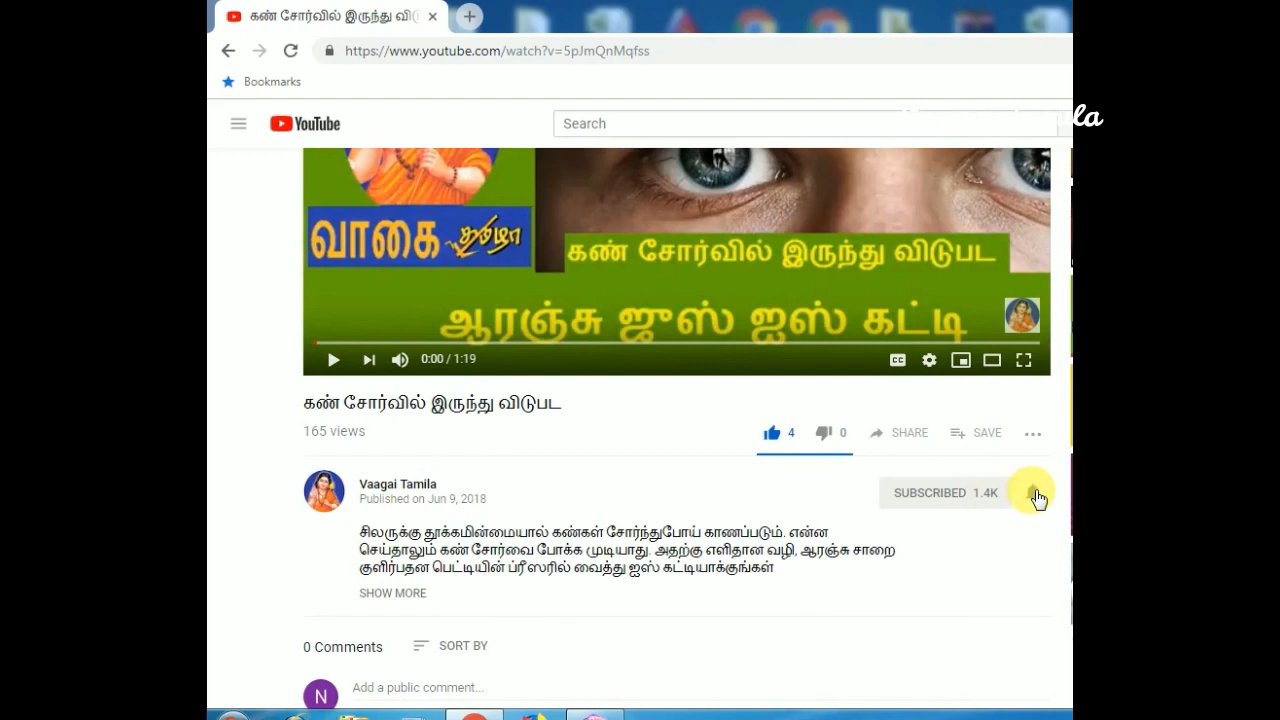 கண் சோர்வில் இருந்து விடு
https://www.youtube.com/watch?v=5pJmQnMqfss
Bookmarks
YouTube
Search
வாகை தமிழா
கண் சோர்வில் இருந்து விடுபட
ஆரஞ்சு ஜுஸ் ஐஸ் கட்டி
0:00 / 1:19
CC
கண் சோர்வில் இருந்து விடுபட
165 views
4
0
SHARE
SAVE
Vaagai Tamila
Published on Jun 9, 2018
SUBSCRIBED 1.4K
சிலருக்கு தூக்கமின்மையால் கண்கள் சோர்ந்துபோய் காணப்படும். என்ன
செய்தாலும் கண் சோர்வை போக்க முடியாது. அதற்கு எளிதான வழி, ஆரஞ்சு சாறை
குளிர்பதன பெட்டியின் ப்ரீஸரில் வைத்து ஐஸ் கட்டியாக்குங்கள்
SHOW MORE
0 Comments
SORT BY
N
Add a public comment...